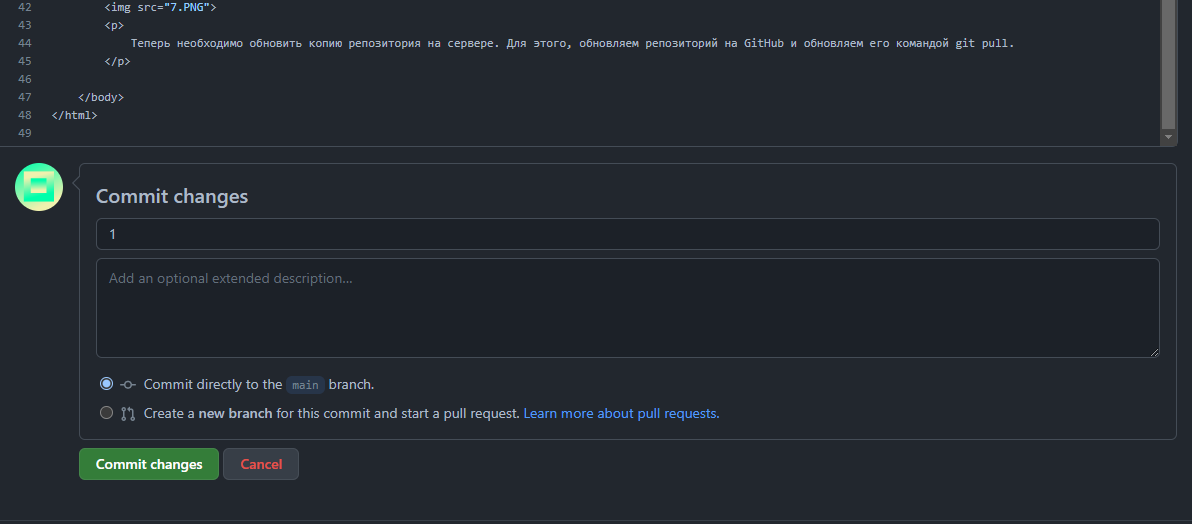 42 <img src="7.PNG">
43 <p>
44 Теперь необходимо обновить копию репозитория на сервере. Для этого, обновляем репозиторий на GitHub и обновляем его командой git pull.
45 </p>
46
47 </body>
48 </html>
49
Commit changes
1
Add an optional extended description...
Commit directly to the main branch.
Create a new branch for this commit and start a pull request. Learn more about pull requests.
Commit changes Cancel